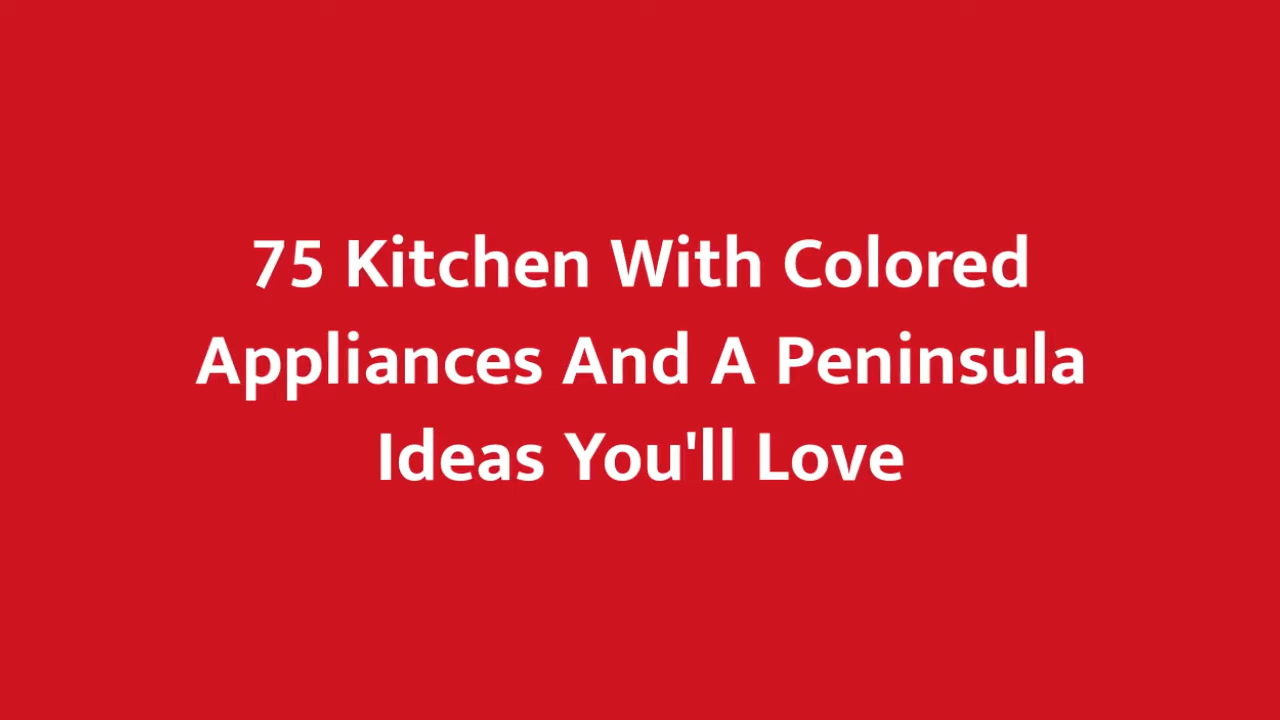 75 Kitchen With Colored
Appliances And A Peninsula
Ideas You'll Love